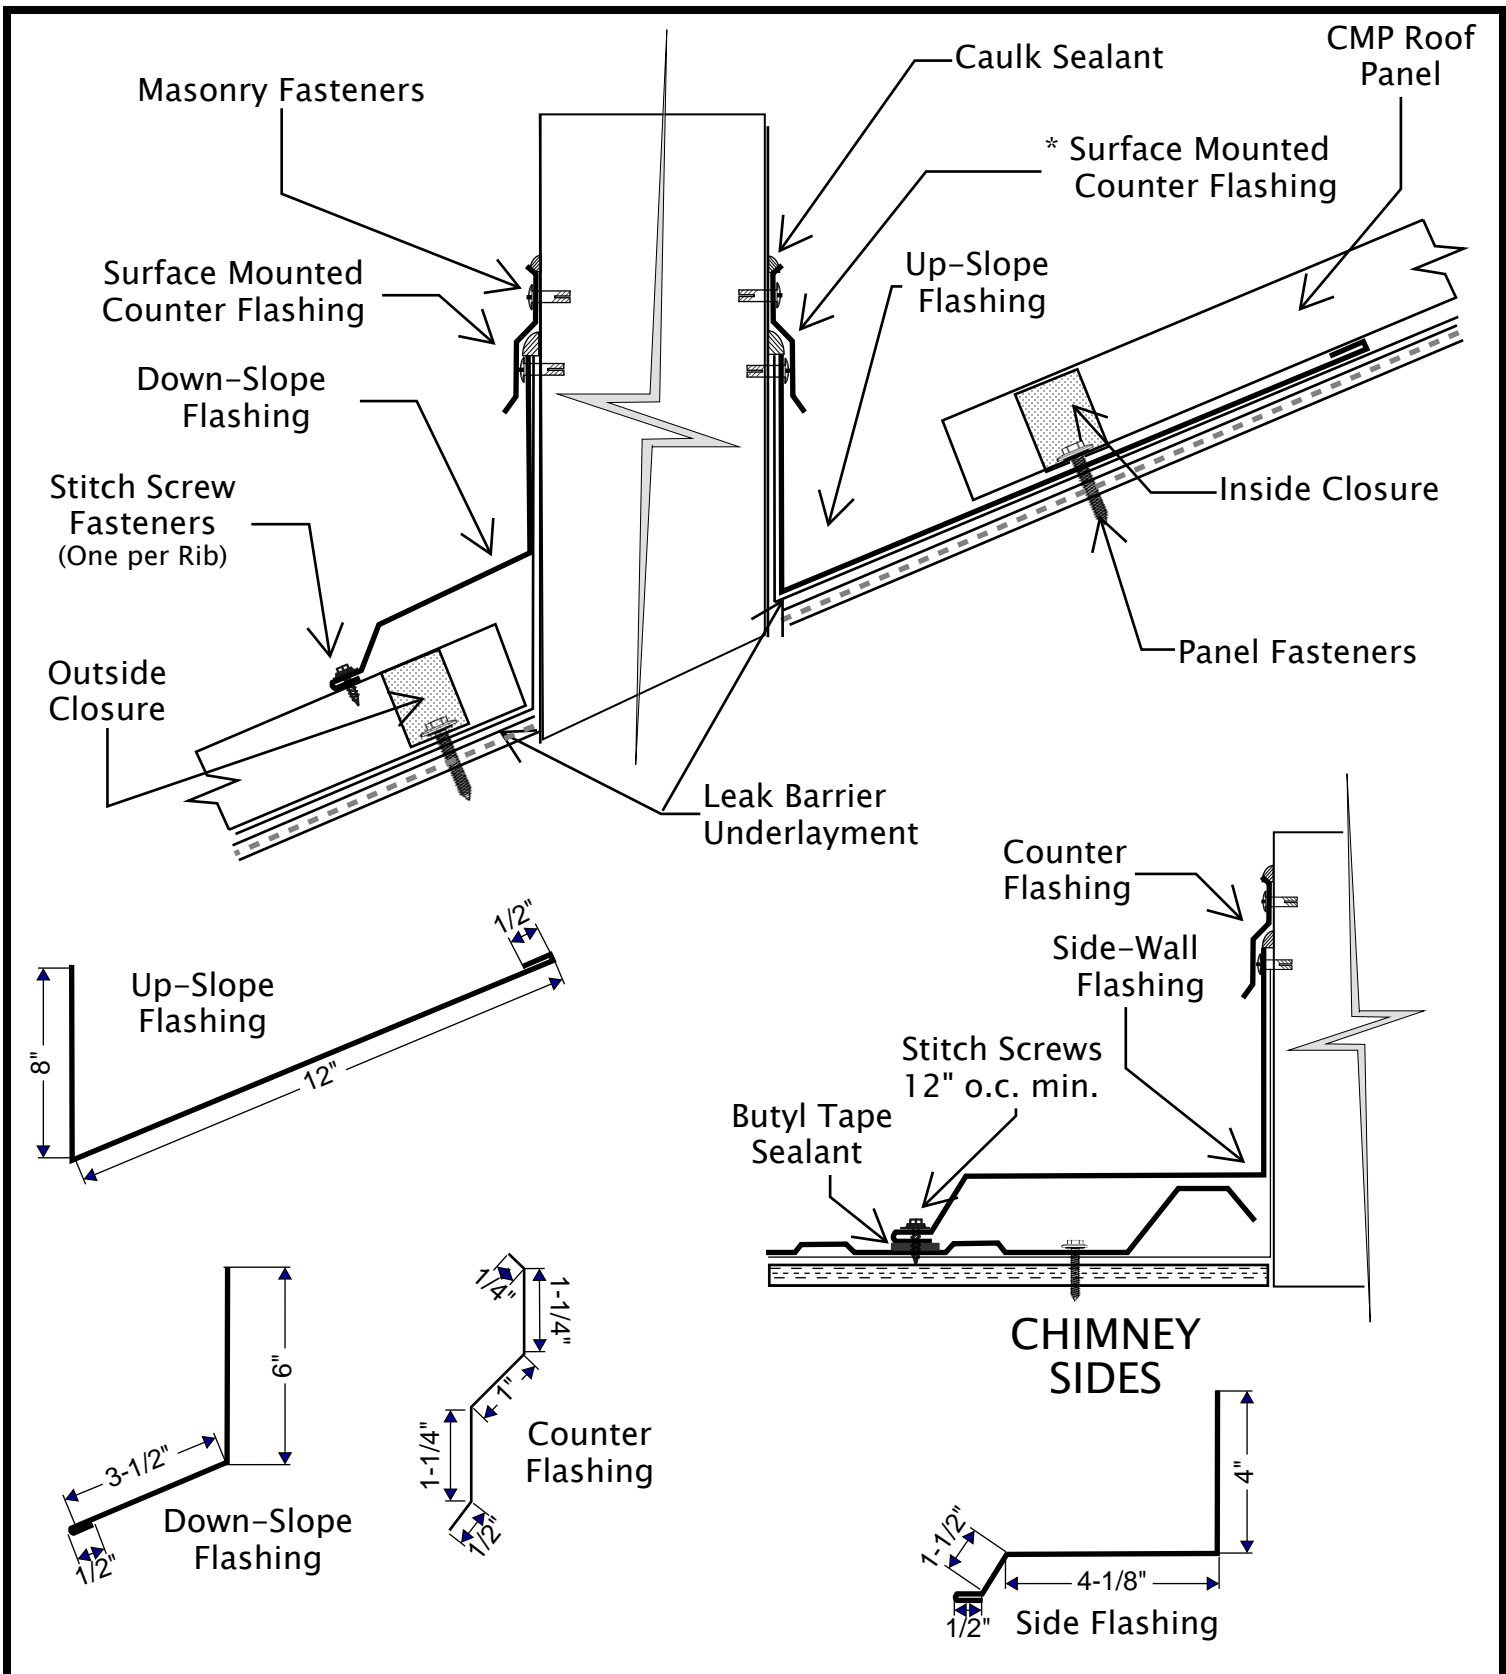 Masonry Fasteners
Caulk Sealant
CMP Roof
Panel
* Surface Mounted
Counter Flashing
Surface Mounted
Counter Flashing
Up-Slope
Flashing
Down-Slope
Flashing
Stitch Screw
Fasteners
(One per Rib)
Inside Closure
Outside
Closure
Panel Fasteners
Leak Barrier
Underlayment
Counter
Flashing
Side-Wall
Flashing
Stitch Screws
12" o.c. min.
Butyl Tape
Sealant
CHIMNEY
SIDES
1/2"
Up-Slope
Flashing
8"
12"
6"
3-1/2"
1/2"
Down-Slope
Flashing
1/4"
1-1/4"
1"
1-1/4"
1/2"
Counter
Flashing
4"
1-1/2"
4-1/8"
1/2"
Side Flashing